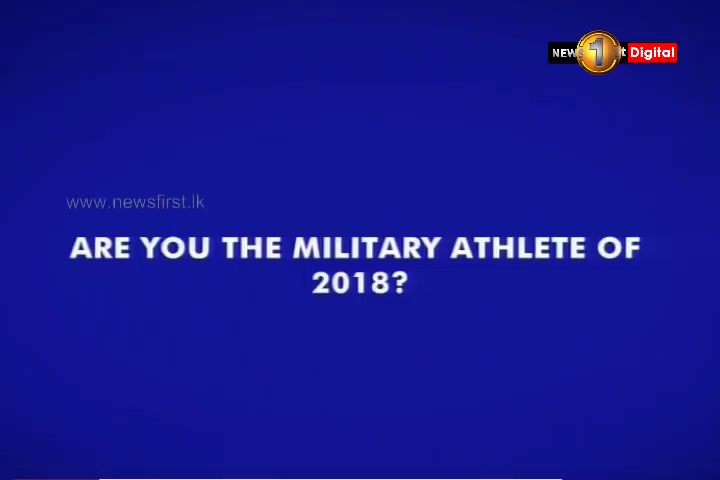 NEWS 1st Digital
www.newsfirst.lk
ARE YOU THE MILITARY ATHLETE OF
2018?